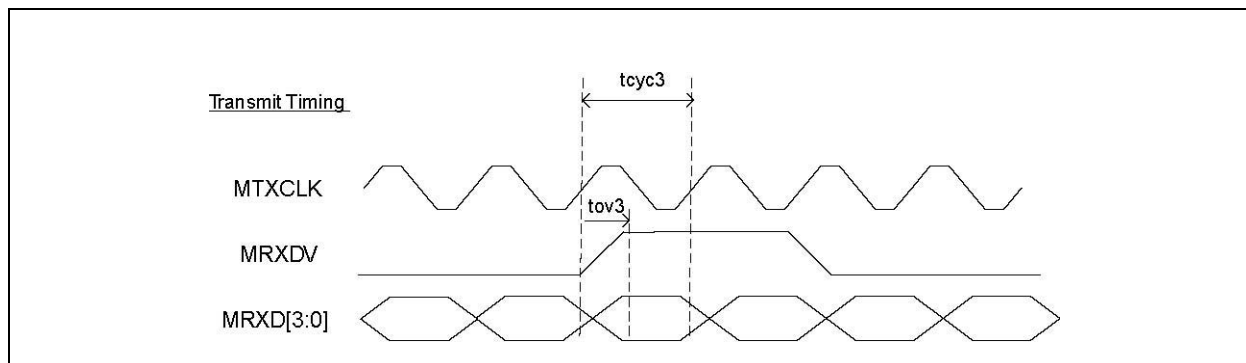 tcyc3
Transmit Timing
MTXCLK
tov3
MRXDV
MRXD[3:0]